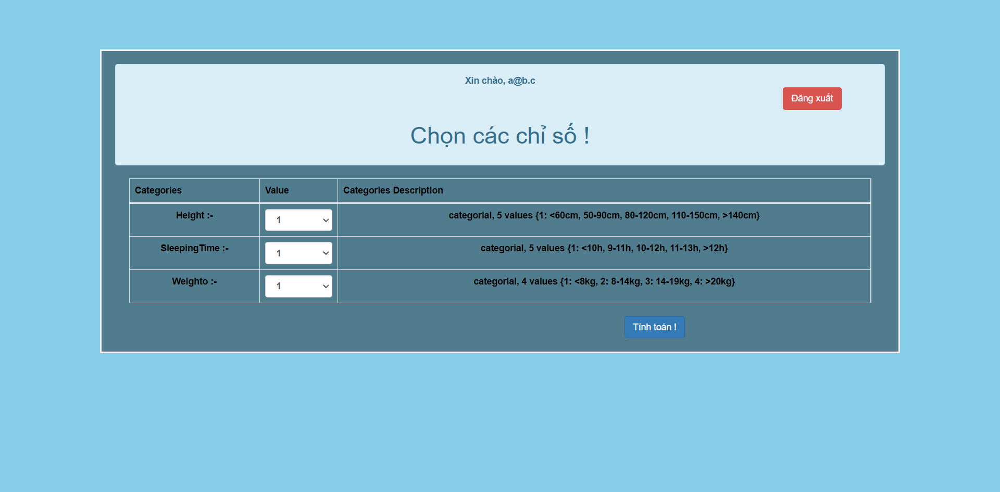 Xin chào, a@b.c
Đăng xuất
Chọn các chỉ số !
Categories Value Categories Description
Height :- 1 categorial, 5 values {1: <60cm, 50-90cm, 80-120cm, 110-150cm, >140cm}
SleepingTime :- 1 categorial, 5 values {1: <10h, 9-11h, 10-12h, 11-13h, >12h}
Weighto :- 1 categorial, 4 values {1: <8kg, 2: 8-14kg, 3: 14-19kg, 4: >20kg}
Tính toán !